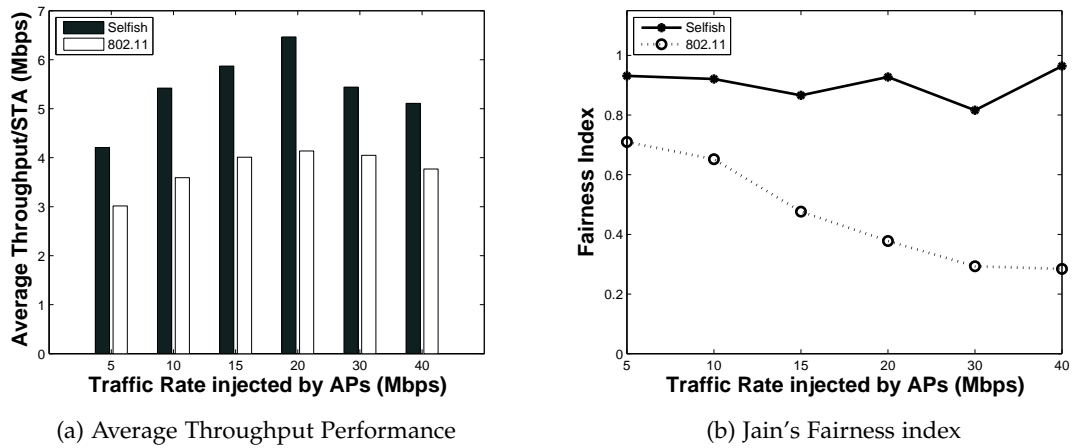 7
6
5
4
3
2
1
0
Average Throughput/STA (Mbps)
Selfish
802.11
5 10 15 20 30 40
Traffic Rate injected by APs (Mbps)
(a) Average Throughput Performance
1
0.8
0.6
0.4
0.2
0
Fairness Index
Selfish
802.11
5 10 15 20 30 40
Traffic Rate injected by APs (Mbps)
(b) Jain's Fairness index